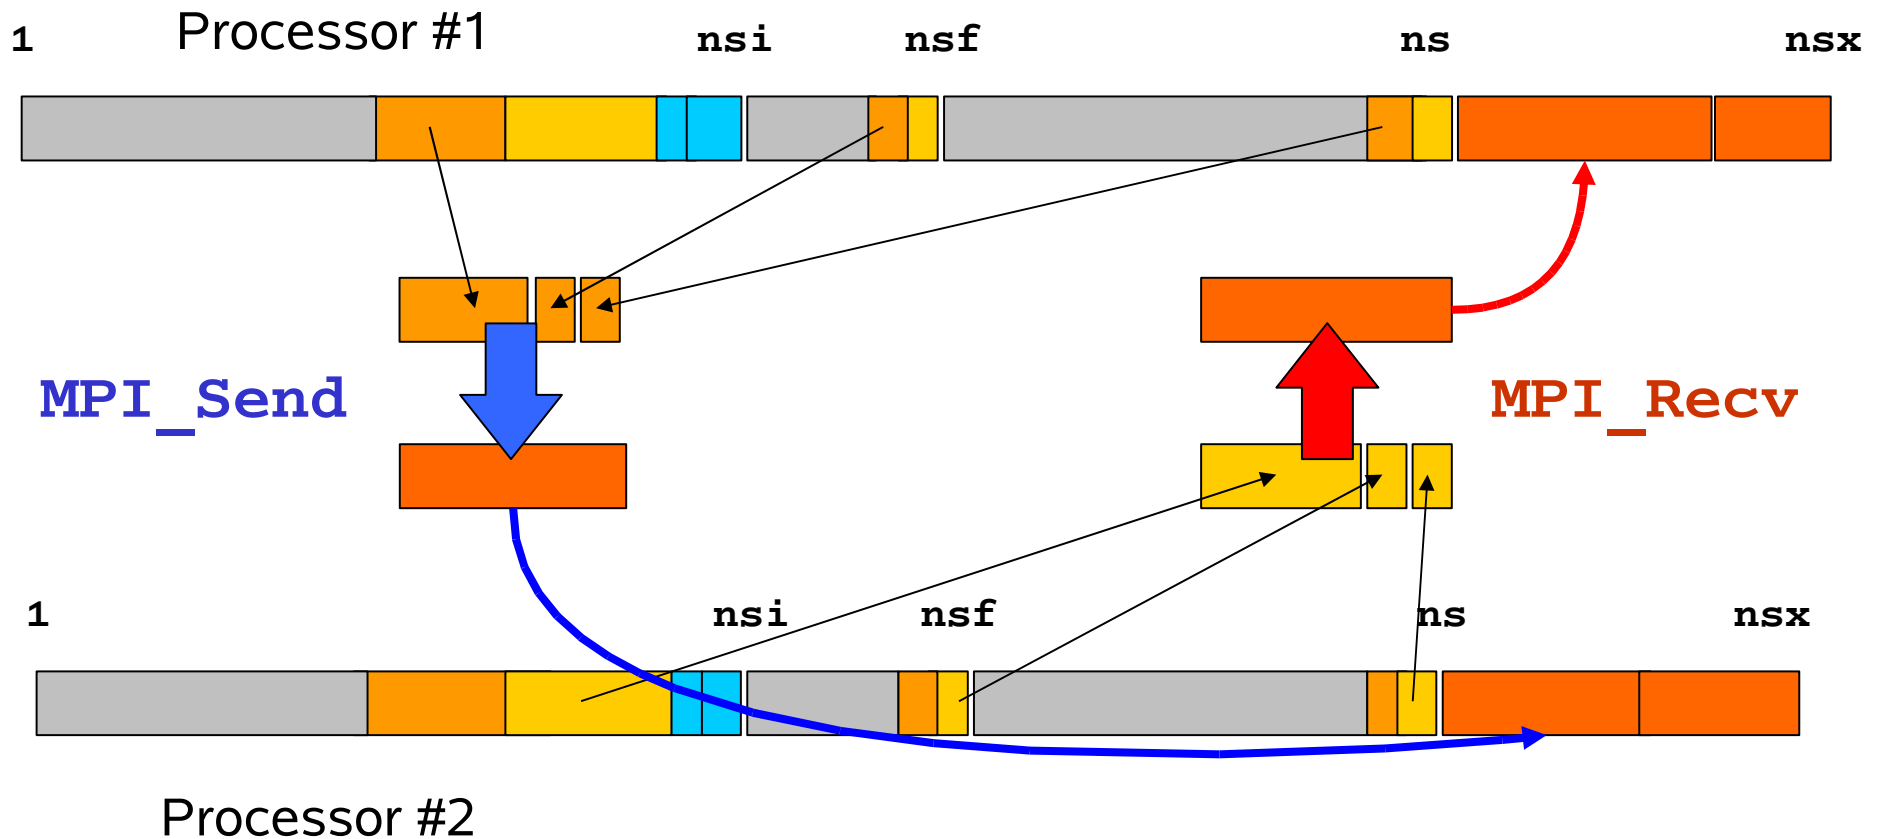 1 Processor #1 nsi nsf ns nsx
MPI_Send MPI_Recv
1 nsi nsf ns nsx
Processor #2